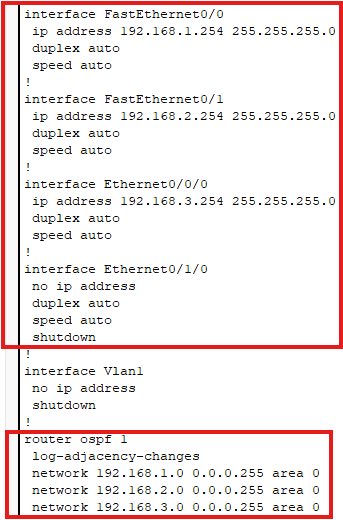 interface FastEthernet0/0
ip address 192.168.1.254 255.255.255.0
duplex auto
speed auto
!
interface FastEthernet0/1
ip address 192.168.2.254 255.255.255.0
duplex auto
speed auto
!
interface Ethernet0/0/0
ip address 192.168.3.254 255.255.255.0
duplex auto
speed auto
!
interface Ethernet0/1/0
no ip address
duplex auto
speed auto
shutdown
!
interface Vlan1
no ip address
shutdown
!
router ospf 1
log-adjacency-changes
network 192.168.1.0 0.0.0.255 area 0
network 192.168.2.0 0.0.0.255 area 0
network 192.168.3.0 0.0.0.255 area 0